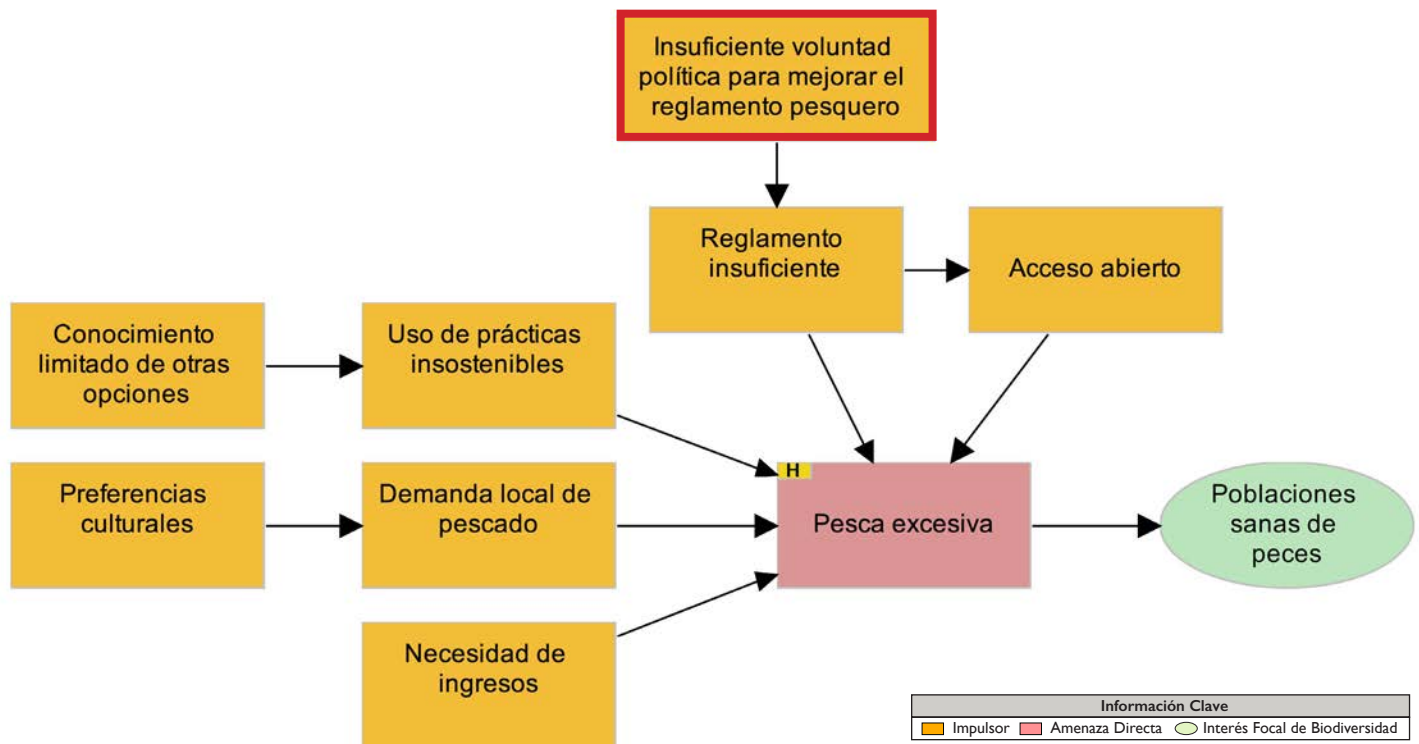 Insuficiente voluntad
política para mejorar el
reglamento pesquero
Reglamento
insuficiente
Acceso abierto
Conocimiento
limitado de otras
opciones
Uso de prácticas
insostenibles
Preferencias
culturales
Demanda local de
pescado
H
Pesca excesiva
Poblaciones
sanas de
peces
Necesidad de
ingresos
Información Clave
Impulsor Amenaza Directa Interés Focal de Biodiversidad